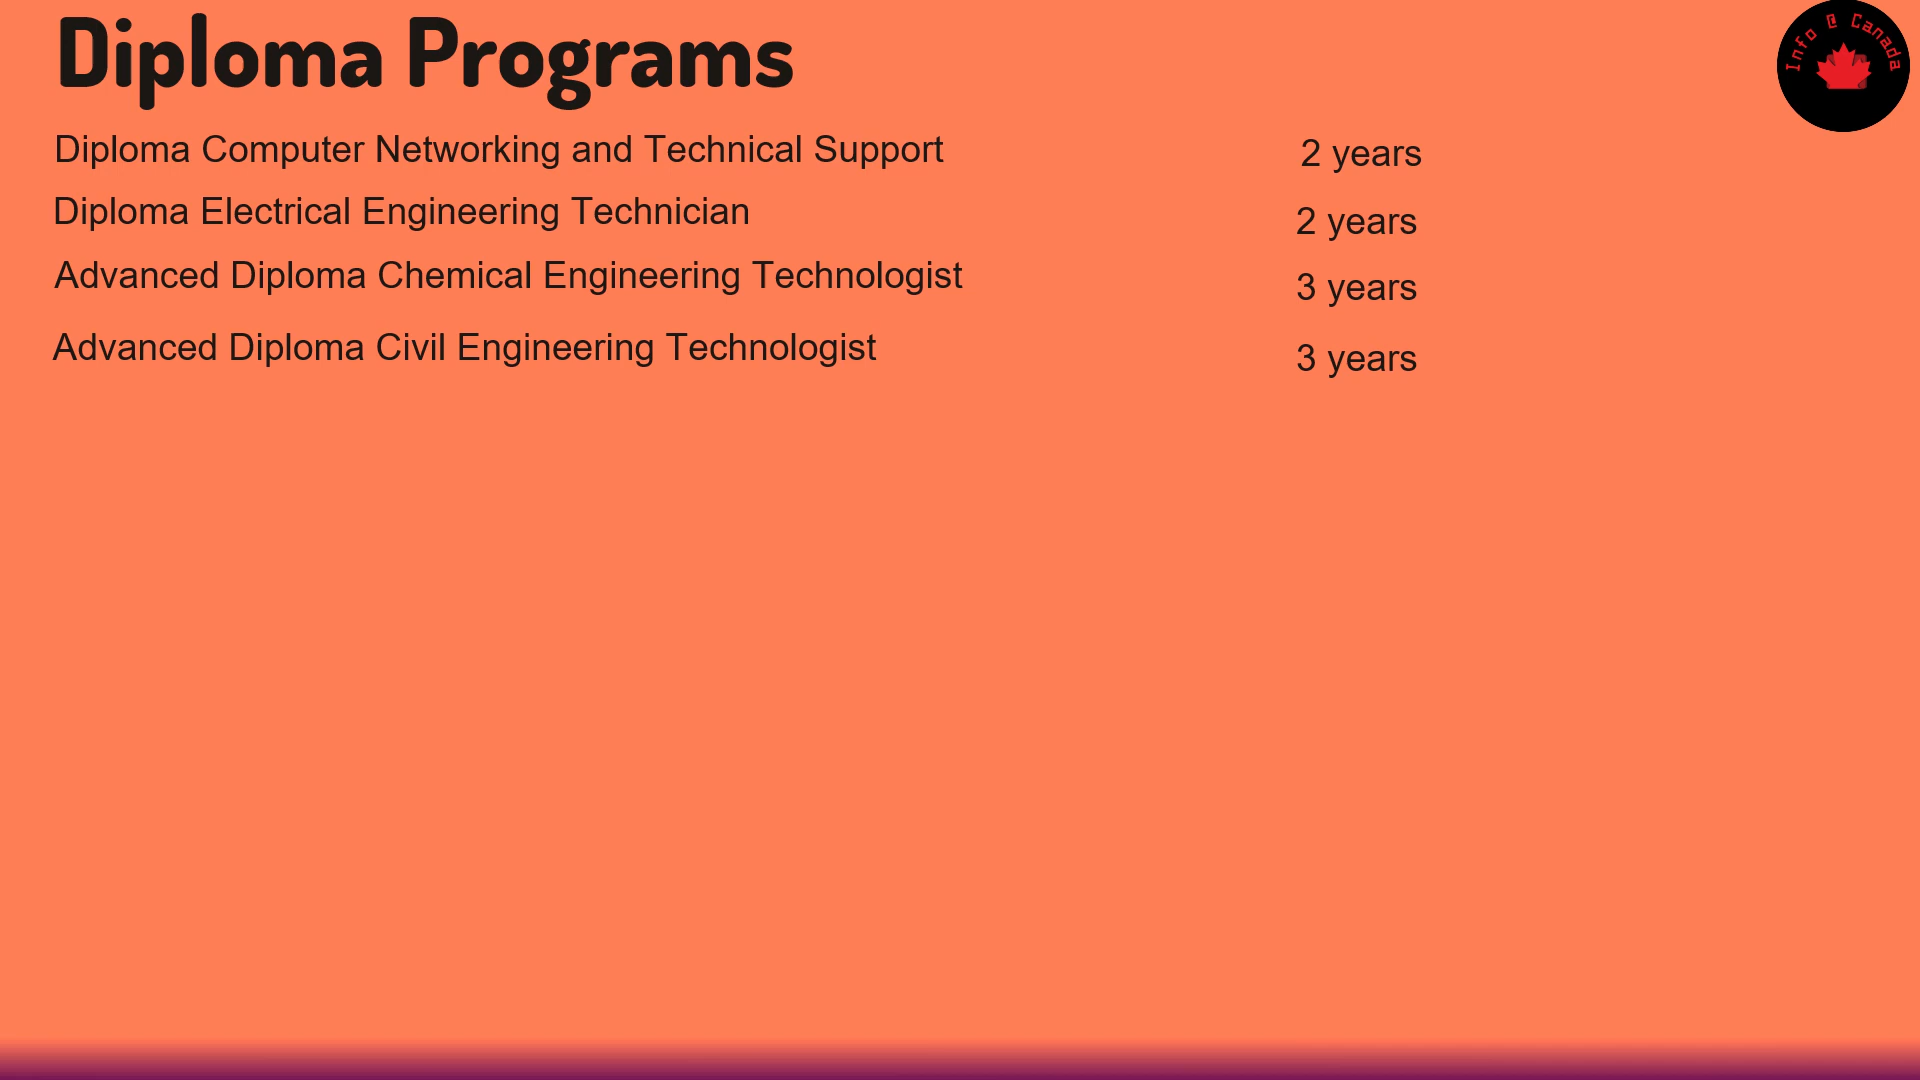 Diploma Programs
Info @ Canada
Diploma Computer Networking and Technical Support 2 years
Diploma Electrical Engineering Technician 2 years
Advanced Diploma Chemical Engineering Technologist 3 years
Advanced Diploma Civil Engineering Technologist 3 years